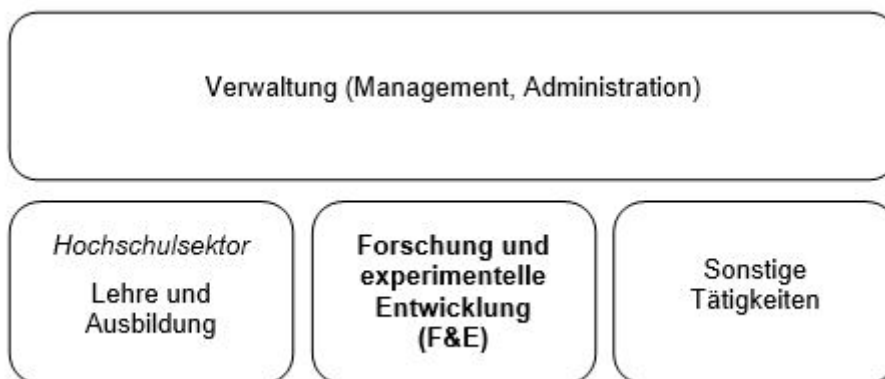 Verwaltung (Management, Administration)
Hochschulsektor
Lehre und
Ausbildung
Forschung und
experimentelle
Entwicklung
(F&E)
Sonstige
Tätigkeiten